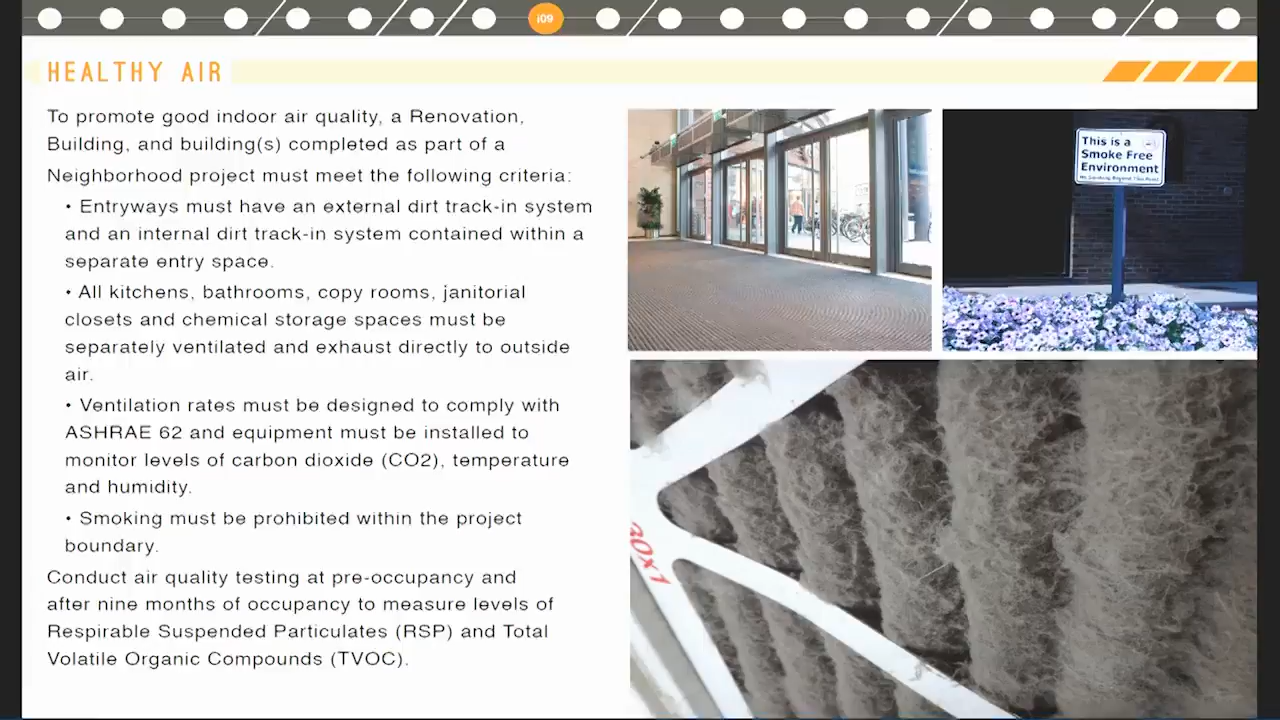 i09
HEALTHY AIR
To promote good indoor air quality, a Renovation,
Building, and building(s) completed as part of a
Neighborhood project must meet the following criteria:
• Entryways must have an external dirt track-in system
and an internal dirt track-in system contained within a
separate entry space.
• All kitchens, bathrooms, copy rooms, janitorial
closets and chemical storage spaces must be
separately ventilated and exhaust directly to outside
air.
• Ventilation rates must be designed to comply with
ASHRAE 62 and equipment must be installed to
monitor levels of carbon dioxide (CO2), temperature
and humidity.
• Smoking must be prohibited within the project
boundary.
Conduct air quality testing at pre-occupancy and
after nine months of occupancy to measure levels of
Respirable Suspended Particulates (RSP) and Total
Volatile Organic Compounds (TVOC).
This is a
Smoke Free
Environment
No Smoking Beyond This Point
20x1